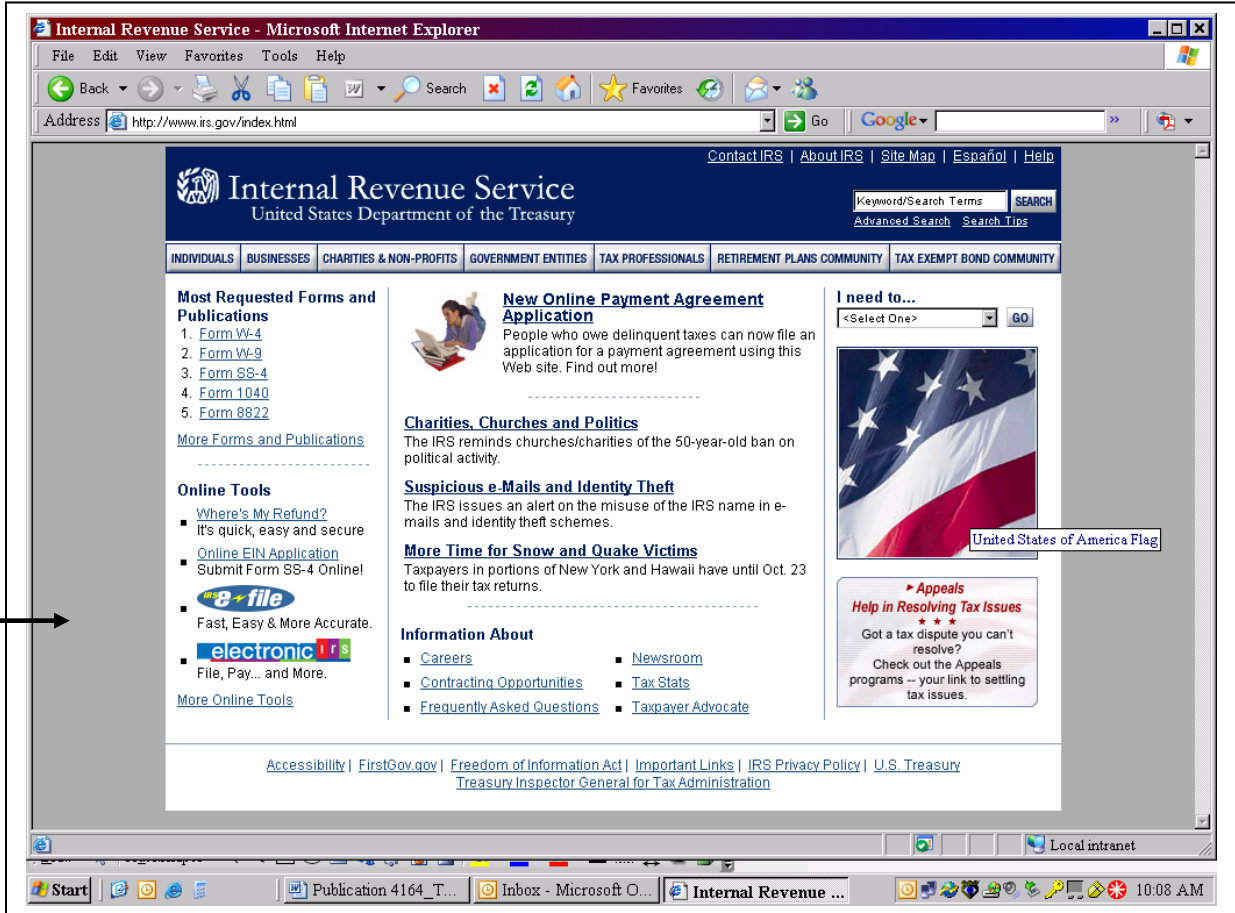 Internal Revenue Service - Microsoft Internet Explorer
File Edit View Favorites Tools Help
Back Search Favorites
Address http://www.irs.gov/index.html Go Google »
Contact IRS | About IRS | Site Map | Español | Help
Internal Revenue Service
United States Department of the Treasury
Keyword/Search Terms SEARCH
Advanced Search Search Tips
INDIVIDUALS BUSINESSES CHARITIES & NON-PROFITS GOVERNMENT ENTITIES TAX PROFESSIONALS RETIREMENT PLANS COMMUNITY TAX EXEMPT BOND COMMUNITY
Most Requested Forms and
Publications
1. Form W-4
2. Form W-9
3. Form SS-4
4. Form 1040
5. Form 8822
More Forms and Publications
Online Tools
Where's My Refund?
It's quick, easy and secure
Online EIN Application
Submit Form SS-4 Online!
IRS e-file
Fast, Easy & More Accurate.
electronic irs
File, Pay... and More.
More Online Tools
New Online Payment Agreement
Application
People who owe delinquent taxes can now file an
application for a payment agreement using this
Web site. Find out more!
Charities, Churches and Politics
The IRS reminds churches/charities of the 50-year-old ban on
political activity.
Suspicious e-Mails and Identity Theft
The IRS issues an alert on the misuse of the IRS name in e-
mails and identity theft schemes.
More Time for Snow and Quake Victims
Taxpayers in portions of New York and Hawaii have until Oct. 23
to file their tax returns.
Information About
Careers
Contracting Opportunities
Frequently Asked Questions
Newsroom
Tax Stats
Taxpayer Advocate
I need to...
<Select One> GO
United States of America Flag
Appeals
Help in Resolving Tax Issues
Got a tax dispute you can't
resolve?
Check out the Appeals
programs -- your link to settling
tax issues.
Accessibility | FirstGov.gov | Freedom of Information Act | Important Links | IRS Privacy Policy | U.S. Treasury
Treasury Inspector General for Tax Administration
Local intranet
Start Publication 4164_T... Inbox - Microsoft O... Internal Revenue ... 10:08 AM